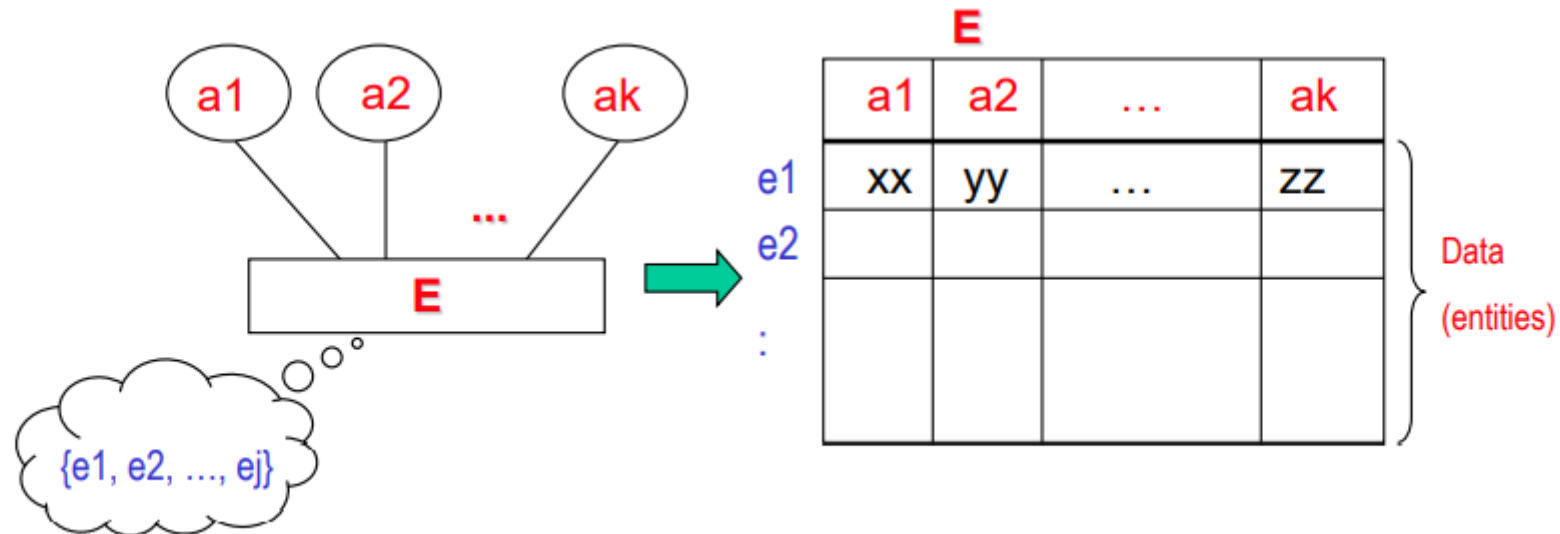 a1 a2 ak
...
E
{e1, e2, …, ej}
E
a1 a2 … ak
e1 xx yy … zz
e2
:
Data
(entities)